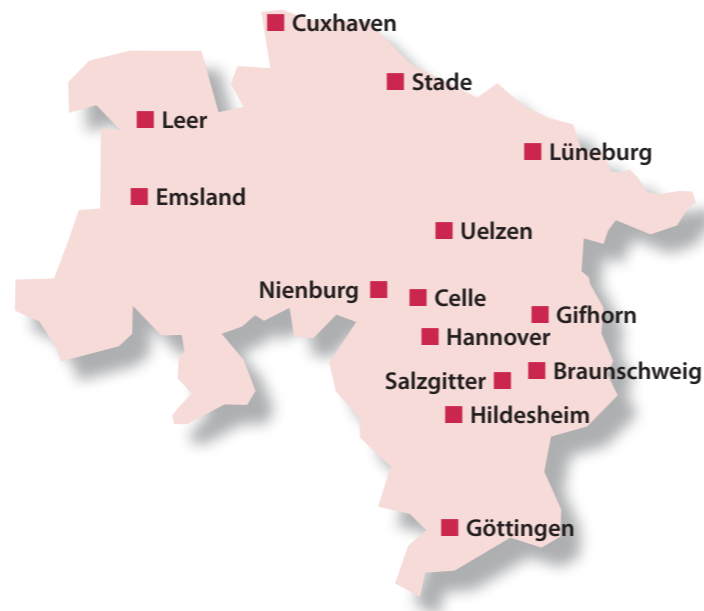 Cuxhaven
Stade
Leer
Lüneburg
Emsland
Uelzen
Nienburg
Celle
Gifhorn
Hannover
Braunschweig
Salzgitter
Hildesheim
Göttingen